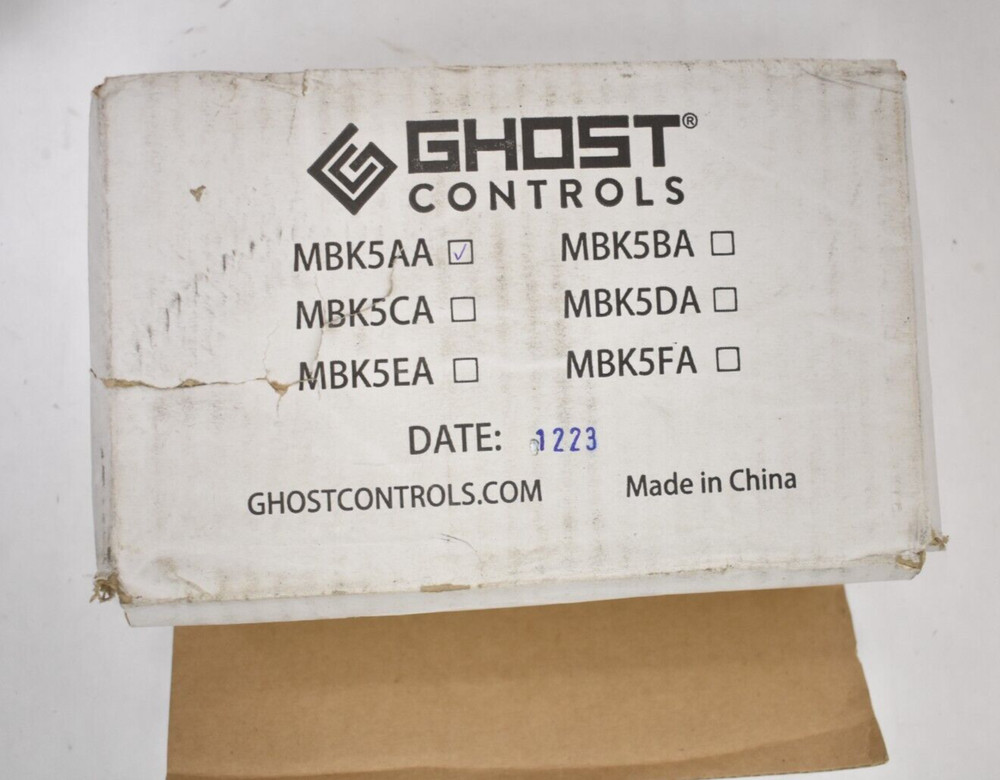 GHOST®
CONTROLS
MBK5AA ☑ MBK5BA ☐
MBK5CA ☐ MBK5DA ☐
MBK5EA ☐ MBK5FA ☐
DATE: 1223
GHOSTCONTROLS.COM Made in China